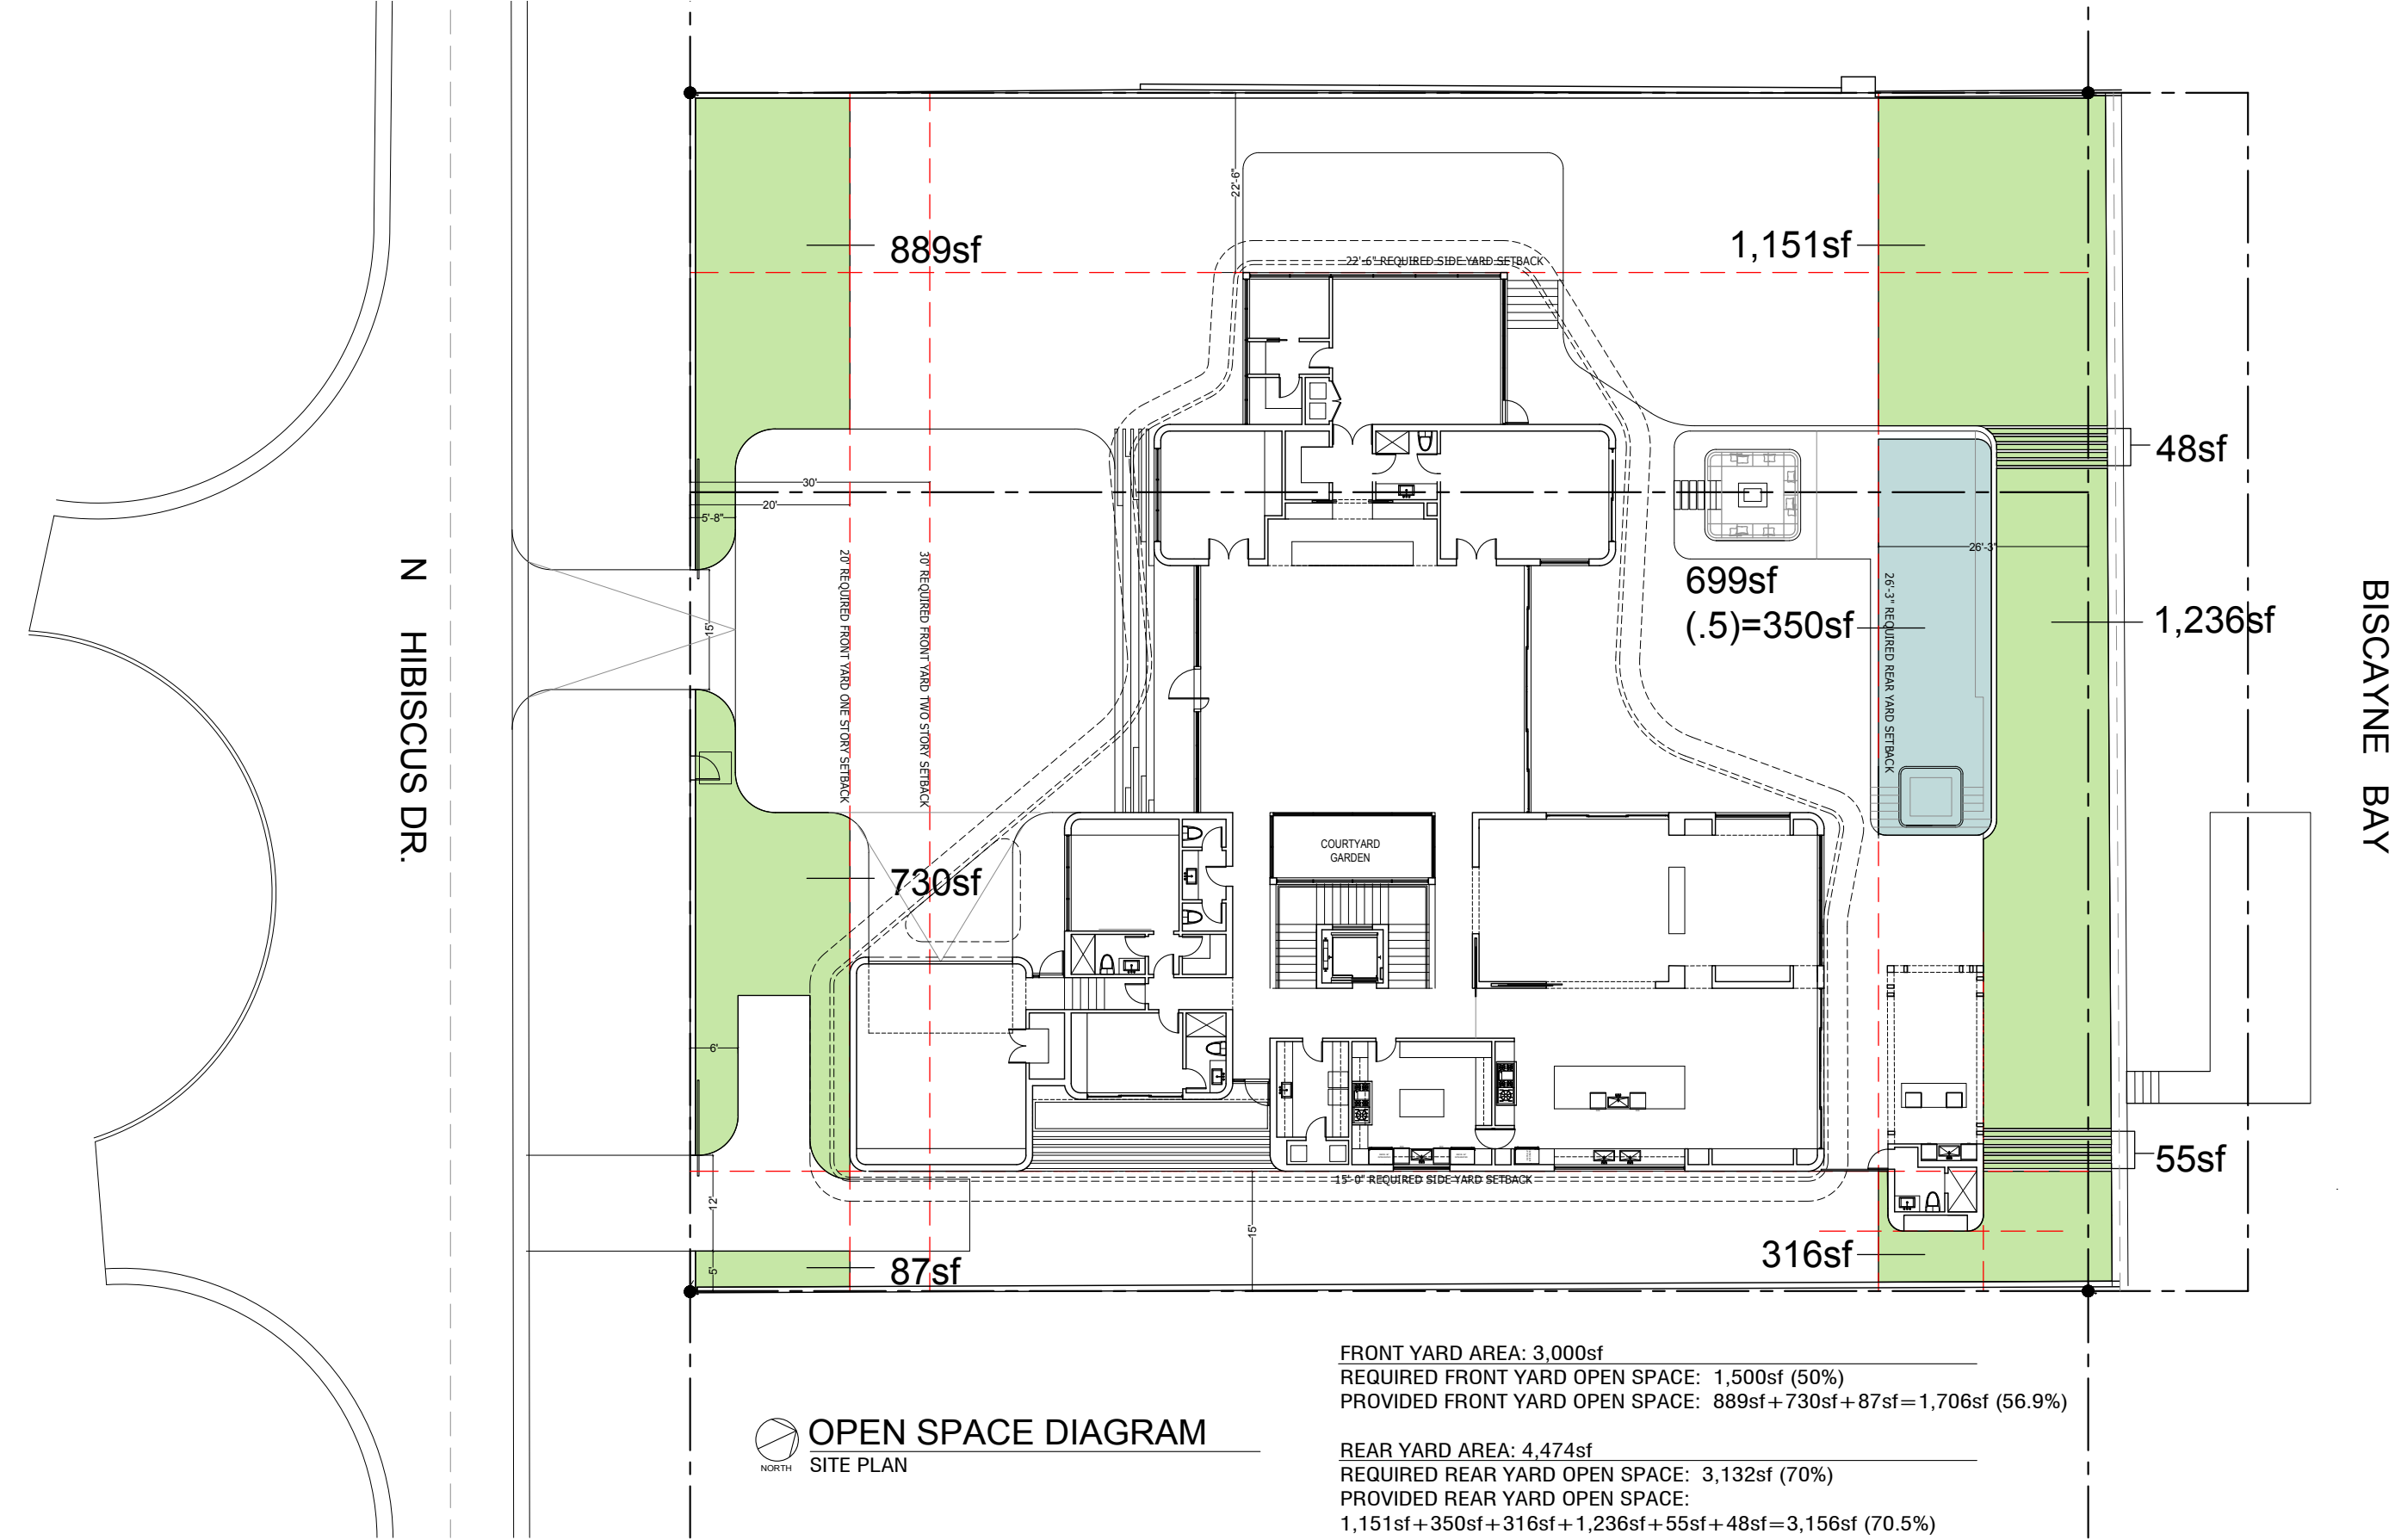 22'-6"
889sf
1,151sf
22'-6" REQUIRED SIDE YARD SETBACK
48sf
30'
20'
5'-8"
26'-3"
N HIBISCUS DR.
15'
20' REQUIRED FRONT YARD ONE STORY SETBACK
30' REQUIRED FRONT YARD TWO STORY SETBACK
699sf
(.5)=350sf
26'-3" REQUIRED REAR YARD SETBACK
1,236sf
BISCAYNE BAY
COURTYARD
GARDEN
730sf
6'
55sf
15'-0" REQUIRED SIDE YARD SETBACK
12'
15'
316sf
5'
87sf
FRONT YARD AREA: 3,000sf
REQUIRED FRONT YARD OPEN SPACE: 1,500sf (50%)
PROVIDED FRONT YARD OPEN SPACE: 889sf+730sf+87sf=1,706sf (56.9%)
NORTH
OPEN SPACE DIAGRAM
SITE PLAN
REAR YARD AREA: 4,474sf
REQUIRED REAR YARD OPEN SPACE: 3,132sf (70%)
PROVIDED REAR YARD OPEN SPACE:
1,151sf+350sf+316sf+1,236sf+55sf+48sf=3,156sf (70.5%)